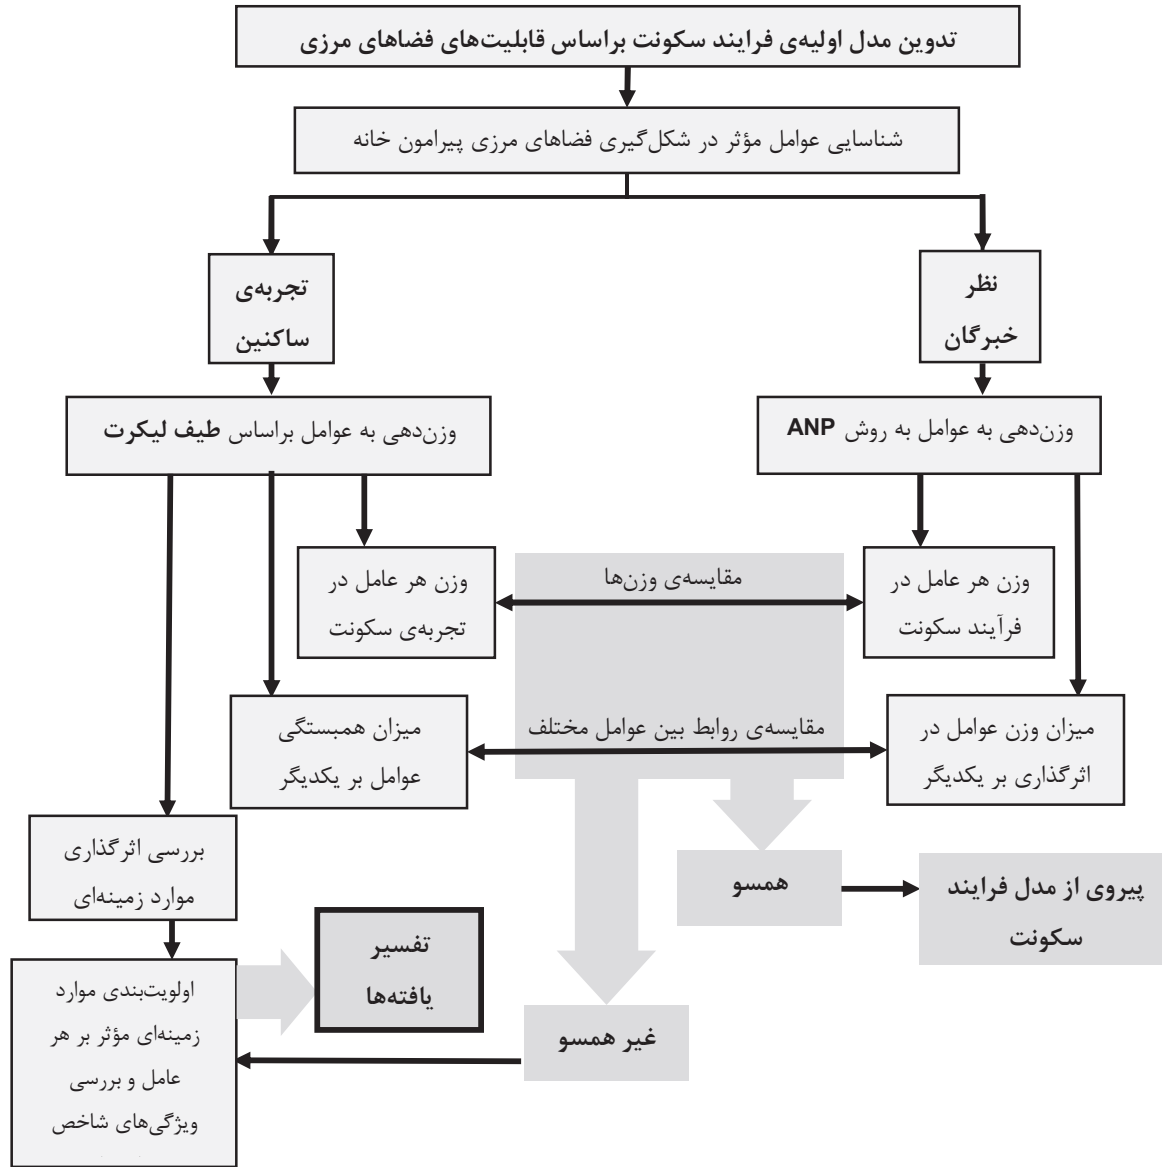 تدوین مدل اولیه‌ی فرایند سکونت براساس قابلیت‌های فضاهای مرزی
شناسایی عوامل مؤثر در شکل‌گیری فضاهای مرزی پیرامون خانه
نظر
خبرگان
تجربه‌ی
ساکنین
وزن‌دهی به عوامل به روش ANP
وزن‌دهی به عوامل براساس طیف لیکرت
وزن هر عامل در
فرآیند سکونت
مقایسه‌ی وزن‌ها
وزن هر عامل در
تجربه‌ی سکونت
میزان وزن عوامل در
اثرگذاری بر یکدیگر
مقایسه‌ی روابط بین عوامل مختلف
میزان همبستگی
عوامل بر یکدیگر
بررسی اثرگذاری
موارد زمینه‌ای
همسو
پیروی از مدل فرایند
سکونت
تفسیر
یافته‌ها
غیر همسو
اولویت‌بندی موارد
زمینه‌ای مؤثر بر هر
عامل و بررسی
ویژگی‌های شاخص